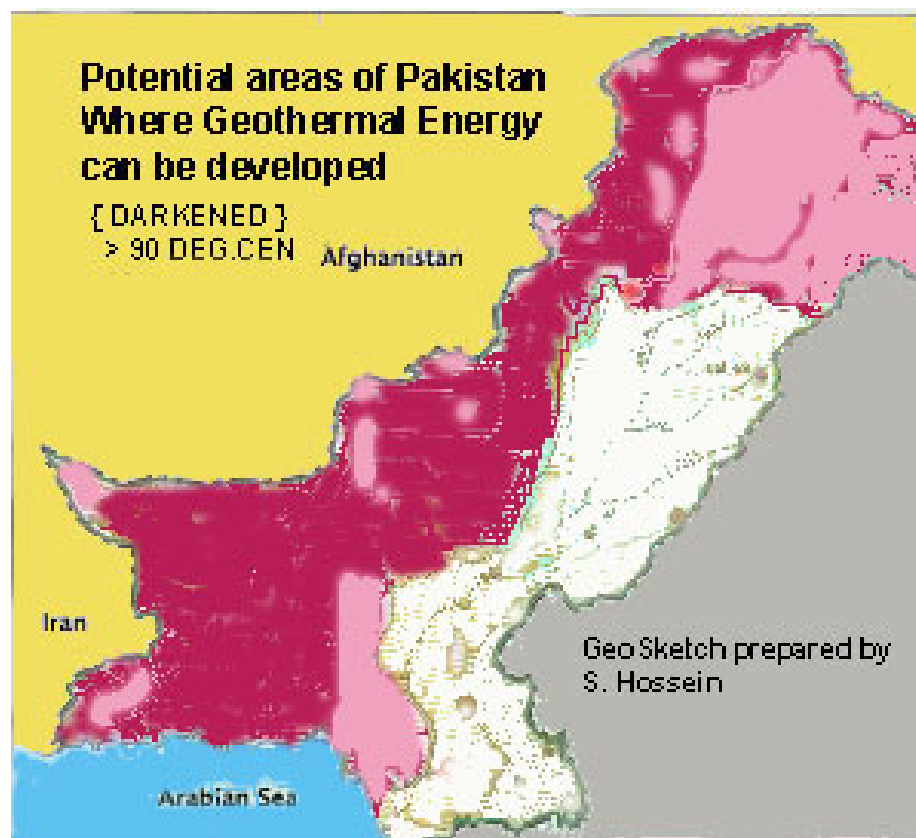 Potential areas of Pakistan
Where Geothermal Energy
can be developed
{ DARKENED }
> 90 DEG.CEN
Afghanistan
Iran
Geo Sketch prepared by
S. Hossein
Arabian Sea